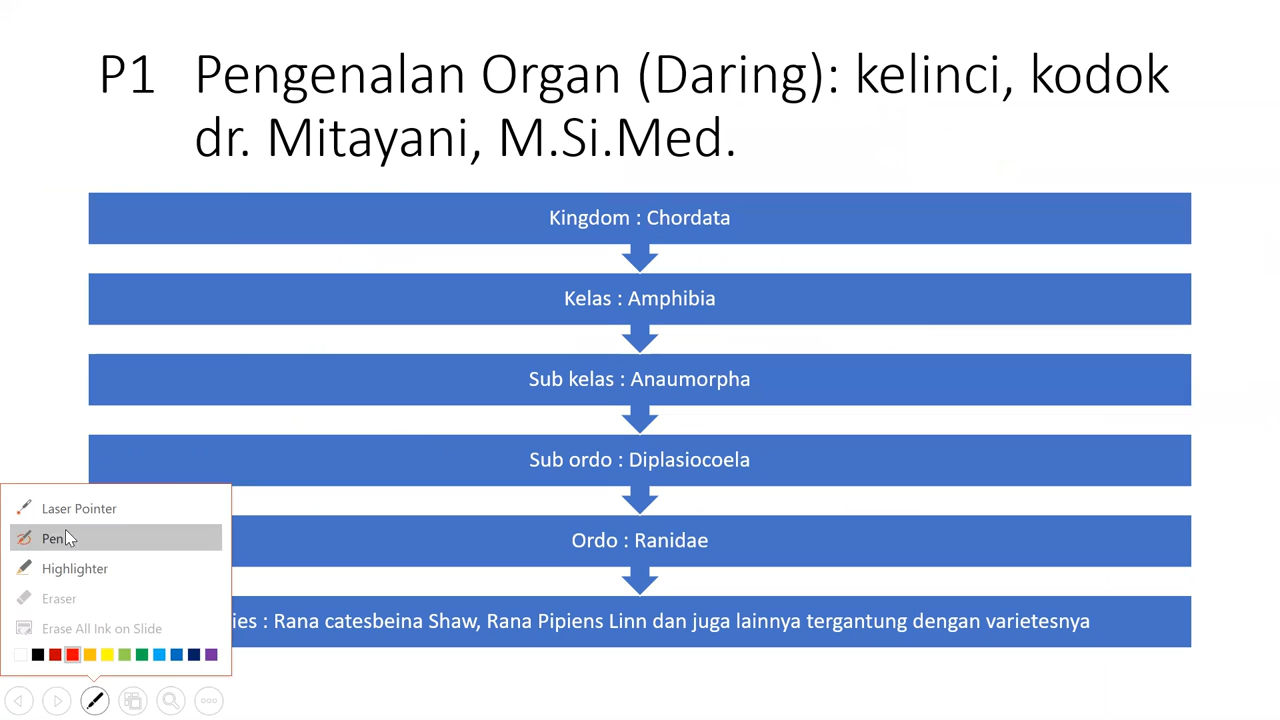 P1 Pengenalan Organ (Daring): kelinci, kodok
dr. Mitayani, M.Si.Med.
Kingdom : Chordata
Kelas : Amphibia
Sub kelas : Anaumorpha
Sub ordo : Diplasiocoela
Ordo : Ranidae
ies : Rana catesbeina Shaw, Rana Pipiens Linn dan juga lainnya tergantung dengan varietesnya
Laser Pointer
Pen
Highlighter
Eraser
Erase All Ink on Slide